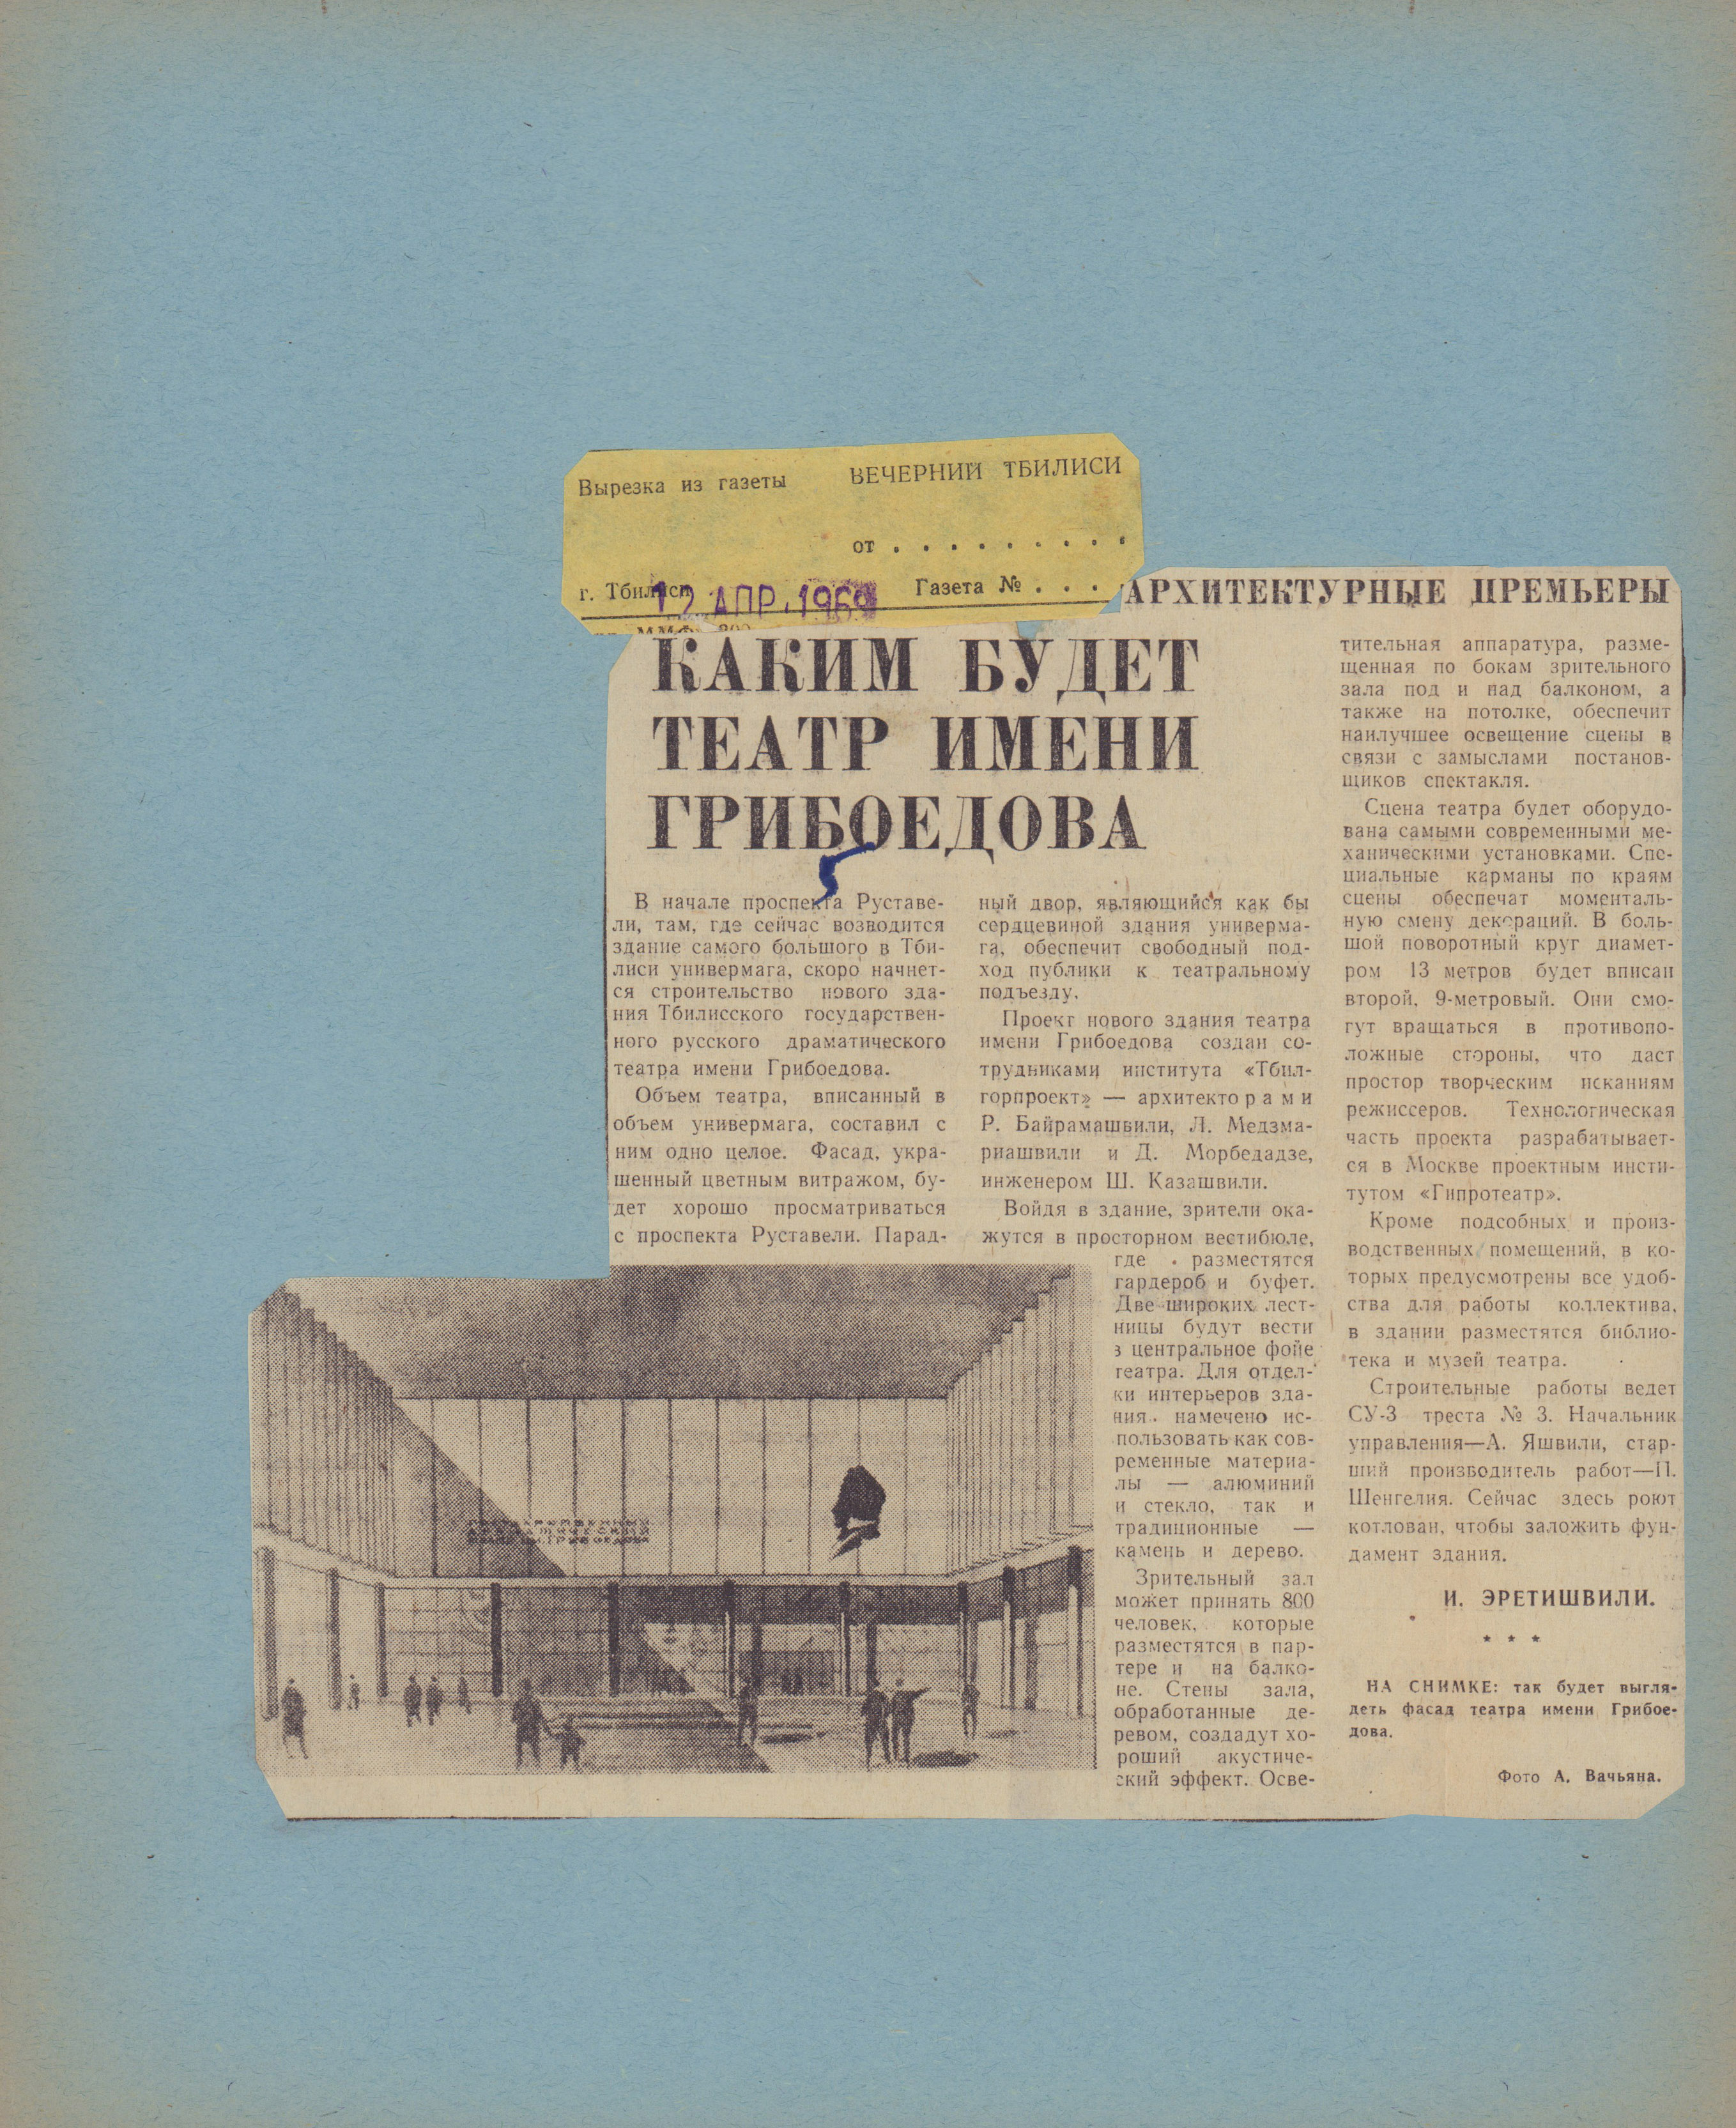 Вырезка из газеты ВЕЧЕРНИЙ ТБИЛИСИ
от . . . . . . . . . .
г. Тбилиси 12 АПР. 1969 Газета № . . .
АРХИТЕКТУРНЫЕ ПРЕМЬЕРЫ
КАКИМ БУДЕТ
ТЕАТР ИМЕНИ
ГРИБОЕДОВА
В начале проспекта Руставе-
ли, там, где сейчас возводится
здание самого большого в Тби-
лиси универмага, скоро начнет-
ся строительство нового зда-
ния Тбилисского государствен-
ного русского драматического
театра имени Грибоедова.
Объем театра, вписанный в
объем универмага, составил с
ним одно целое. Фасад, укра-
шенный цветным витражом, бу-
дет хорошо просматриваться
с проспекта Руставели. Парад-
ный двор, являющийся как бы
сердцевиной здания универма-
га, обеспечит свободный под-
ход публики к театральному
подъезду.
Проект нового здания театра
имени Грибоедова создан со-
трудниками института «Тбил-
горпроект» — архитекторами
Р. Байрамашвили, Л. Медзма-
риашвили и Д. Морбедадзе,
инженером Ш. Казашвили.
Войдя в здание, зрители ока-
жутся в просторном вестибюле,
где разместятся
гардероб и буфет.
Две широких лест-
ницы будут вести
в центральное фойе
театра. Для отдел-
ки интерьеров зда-
ния намечено ис-
пользовать как сов-
ременные материа-
лы — алюминий
и стекло, так и
традиционные —
камень и дерево.
Зрительный зал
может принять 800
человек, которые
разместятся в пар-
тере и на балко-
не. Стены зала,
обработанные де-
ревом, создадут хо-
роший акустиче-
ский эффект. Осве-
тительная аппаратура, разме-
щенная по бокам зрительного
зала под и над балконом, а
также на потолке, обеспечит
наилучшее освещение сцены в
связи с замыслами постанов-
щиков спектакля.
Сцена театра будет оборудо-
вана самыми современными ме-
ханическими установками. Спе-
циальные карманы по краям
сцены обеспечат моменталь-
ную смену декораций. В боль-
шой поворотный круг диамет-
ром 13 метров будет вписан
второй, 9-метровый. Они смо-
гут вращаться в противопо-
ложные стороны, что даст
простор творческим исканиям
режиссеров. Технологическая
часть проекта разрабатывает-
ся в Москве проектным инсти-
тутом «Гипротеатр».
Кроме подсобных и произ-
водственных помещений, в ко-
торых предусмотрены все удоб-
ства для работы коллектива,
в здании разместятся библио-
тека и музей театра.
Строительные работы ведет
СУ-3 треста № 3. Начальник
управления—А. Яшвили, стар-
ший производитель работ—П.
Шенгелия. Сейчас здесь роют
котлован, чтобы заложить фун-
дамент здания.
И. ЭРЕТИШВИЛИ.
* * *
НА СНИМКЕ: так будет выгля-
деть фасад театра имени Грибое-
дова.
Фото А. Вачьяна.